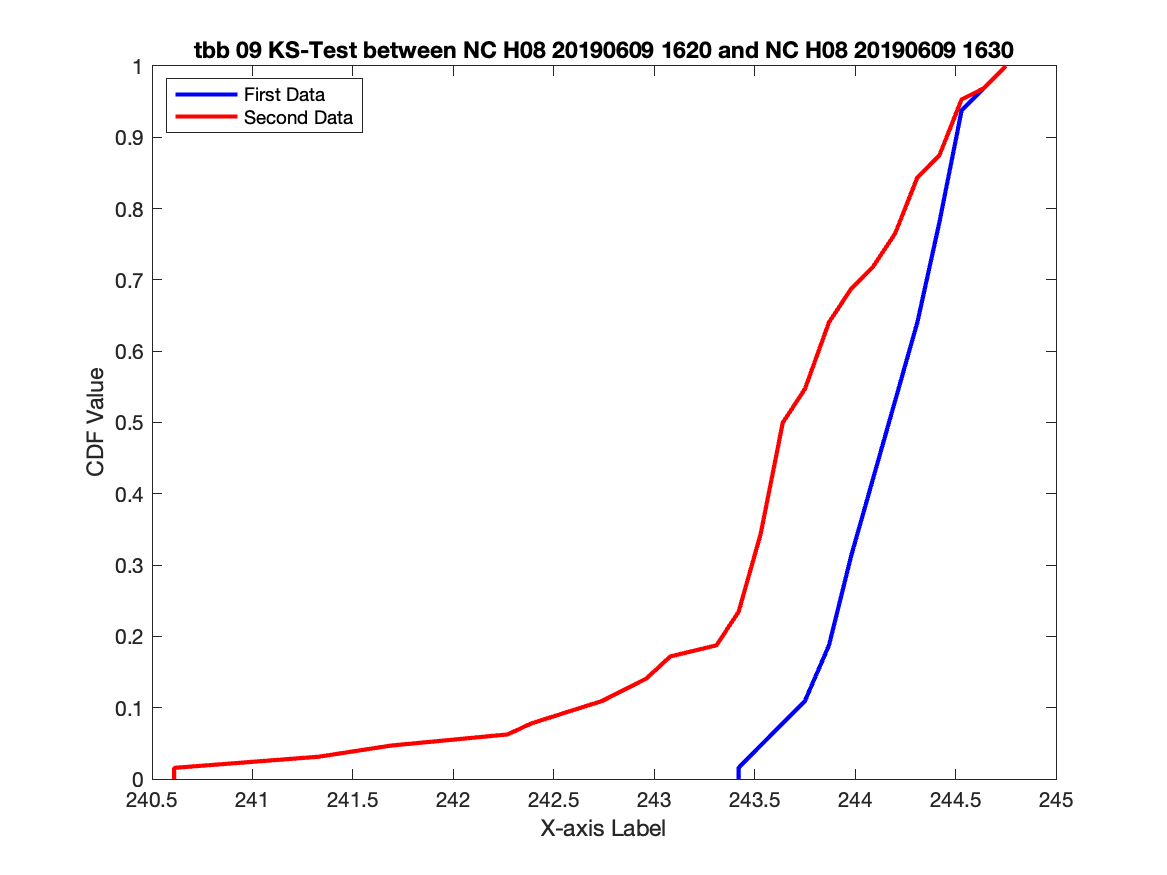 tbb 09 KS-Test between NC H08 20190609 1620 and NC H08 20190609 1630
First Data
Second Data
CDF Value
1
0.9
0.8
0.7
0.6
0.5
0.4
0.3
0.2
0.1
0
240.5 241 241.5 242 242.5 243 243.5 244 244.5 245
X-axis Label